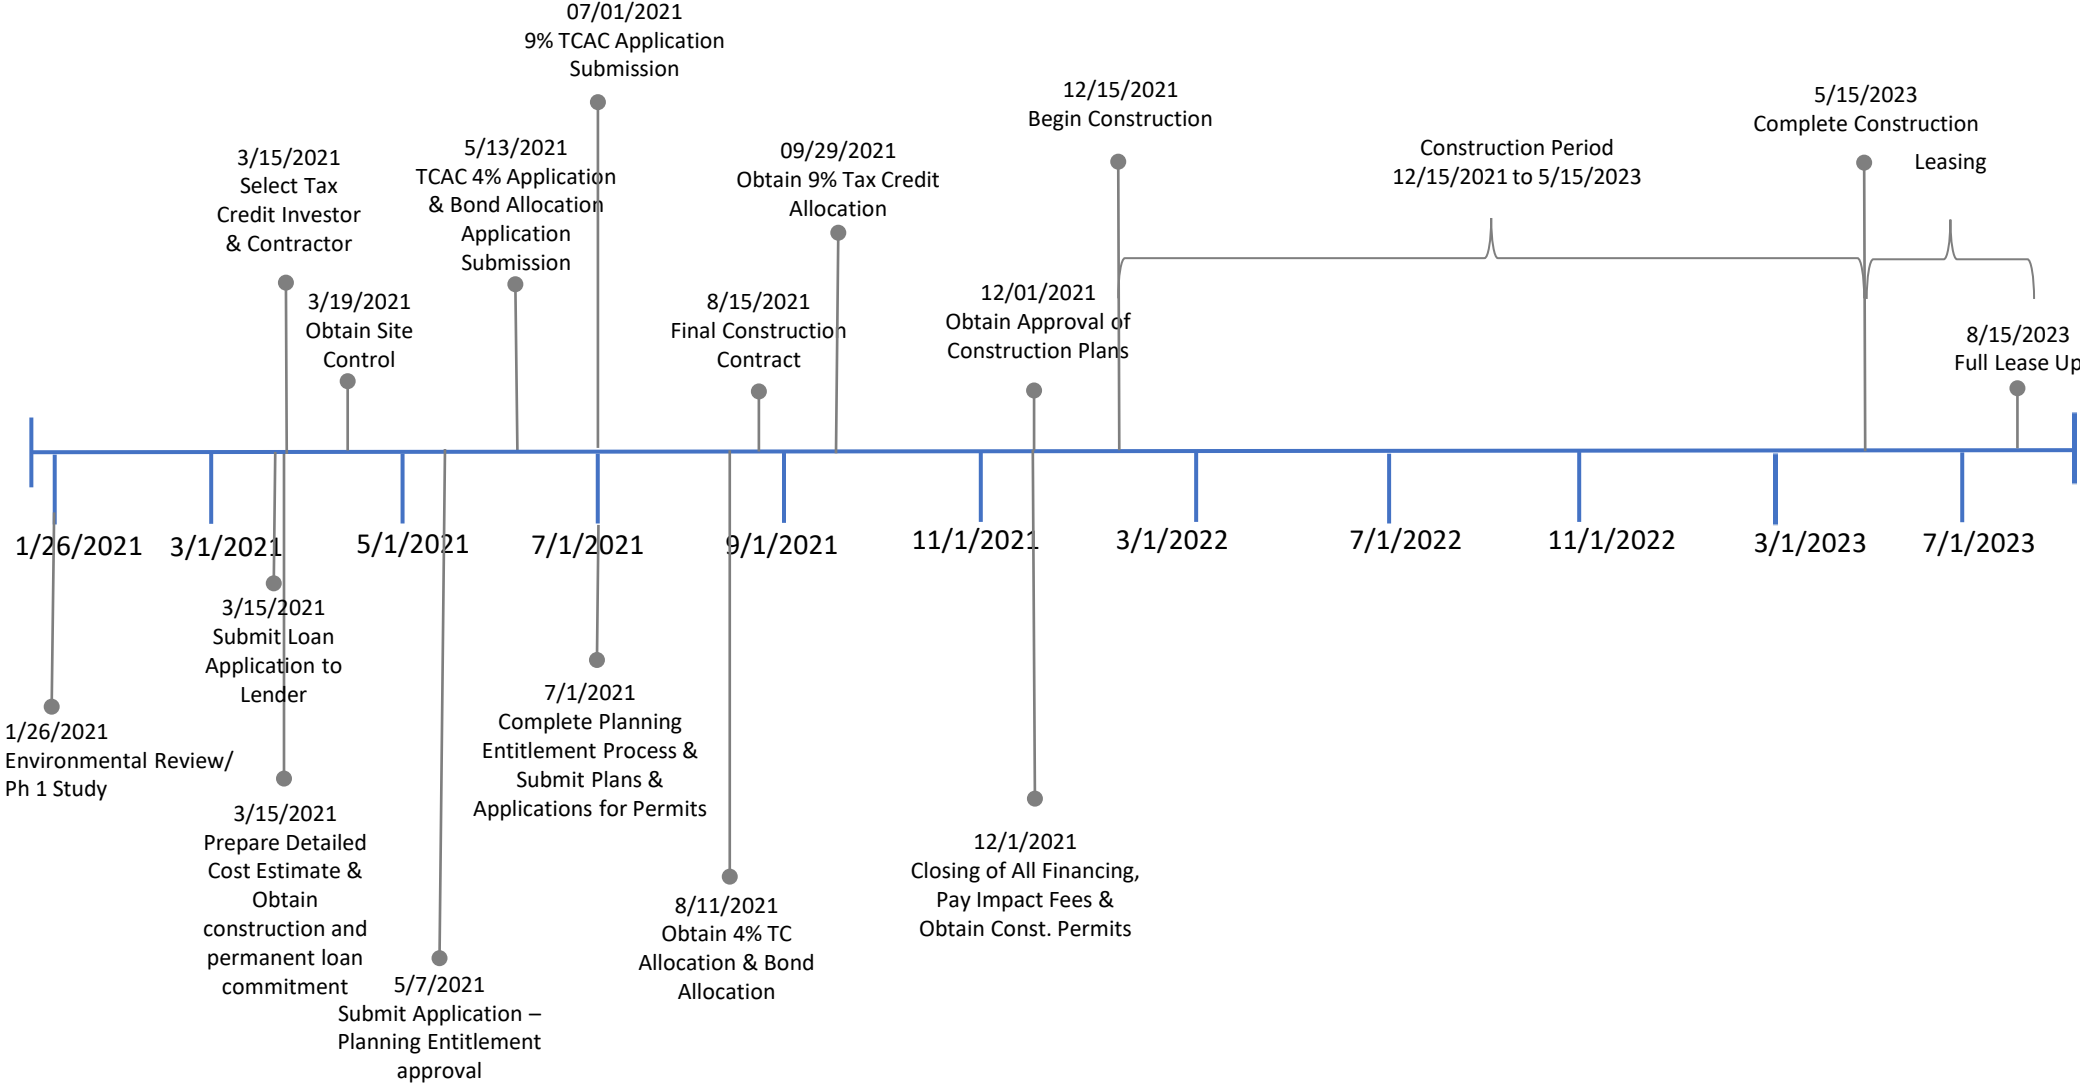 07/01/2021
9% TCAC Application
Submission
12/15/2021
Begin Construction
5/15/2023
Complete Construction
3/15/2021
Select Tax
Credit Investor
& Contractor
5/13/2021
TCAC 4% Application
& Bond Allocation
Application
Submission
09/29/2021
Obtain 9% Tax Credit
Allocation
Construction Period
12/15/2021 to 5/15/2023
Leasing
3/19/2021
Obtain Site
Control
8/15/2021
Final Construction
Contract
12/01/2021
Obtain Approval of
Construction Plans
8/15/2023
Full Lease Up
1/26/2021
3/1/2021
5/1/2021
7/1/2021
9/1/2021
11/1/2021
3/1/2022
7/1/2022
11/1/2022
3/1/2023
7/1/2023
3/15/2021
Submit Loan
Application to
Lender
1/26/2021
Environmental Review/
Ph 1 Study
7/1/2021
Complete Planning
Entitlement Process &
Submit Plans &
Applications for Permits
3/15/2021
Prepare Detailed
Cost Estimate &
Obtain
construction and
permanent loan
commitment
12/1/2021
Closing of All Financing,
Pay Impact Fees &
Obtain Const. Permits
8/11/2021
Obtain 4% TC
Allocation & Bond
Allocation
5/7/2021
Submit Application –
Planning Entitlement
approval